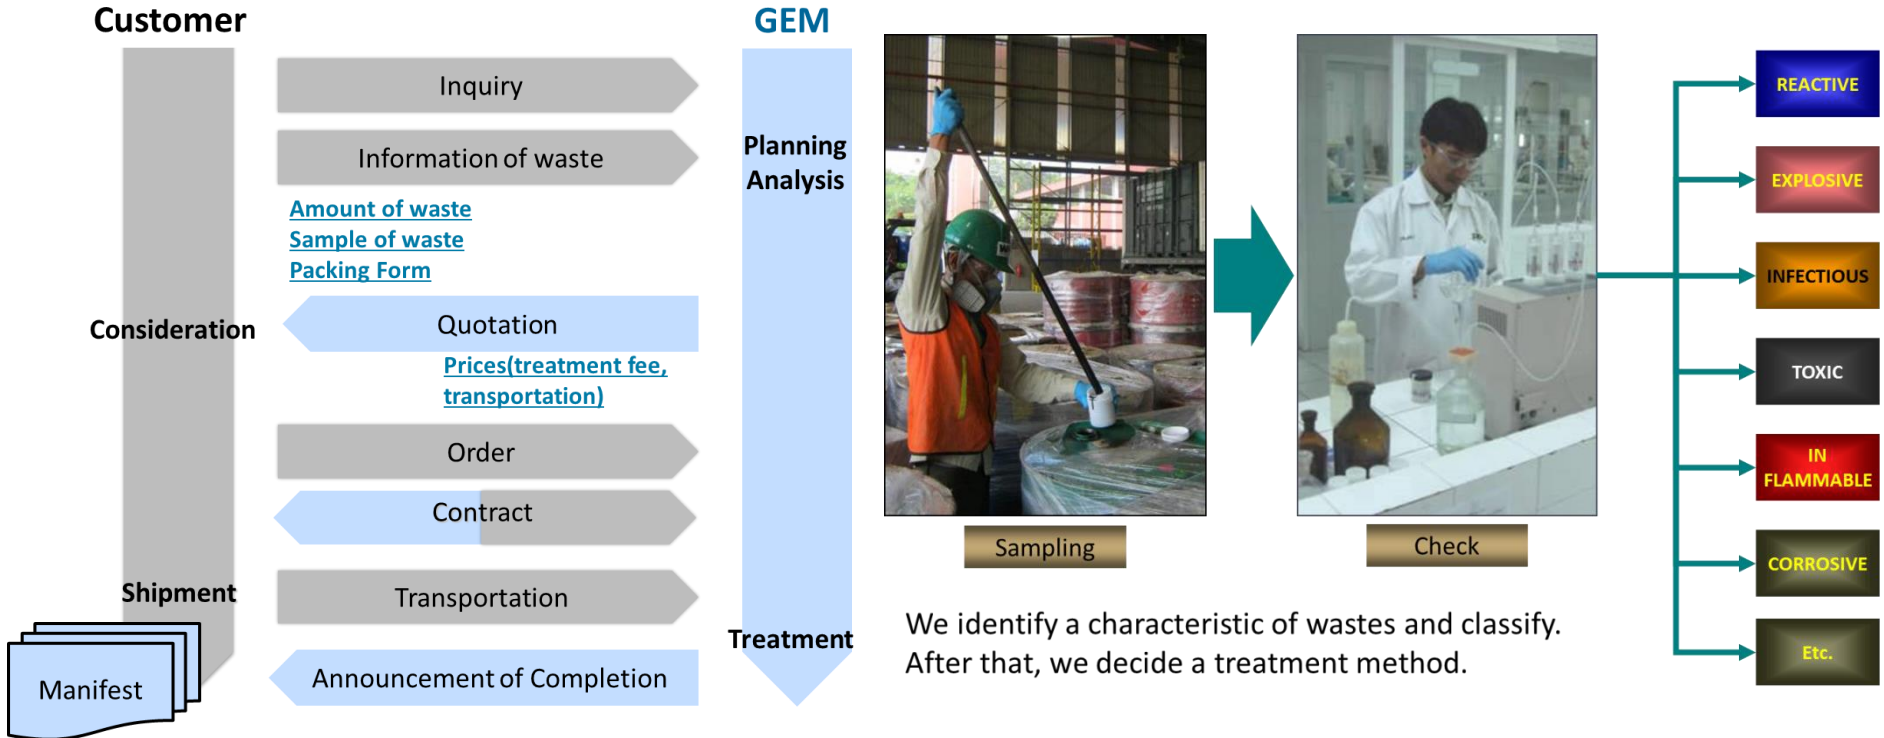 Customer
GEM
Inquiry
Information of waste
Planning
Analysis
Amount of waste
Sample of waste
Packing Form
Consideration
Quotation
Prices(treatment fee,
transportation)
Order
Contract
Shipment
Transportation
Treatment
Announcement of Completion
Manifest
Sampling
Check
We identify a characteristic of wastes and classify.
After that, we decide a treatment method.
REACTIVE
EXPLOSIVE
INFECTIOUS
TOXIC
IN
FLAMMABLE
CORROSIVE
Etc.